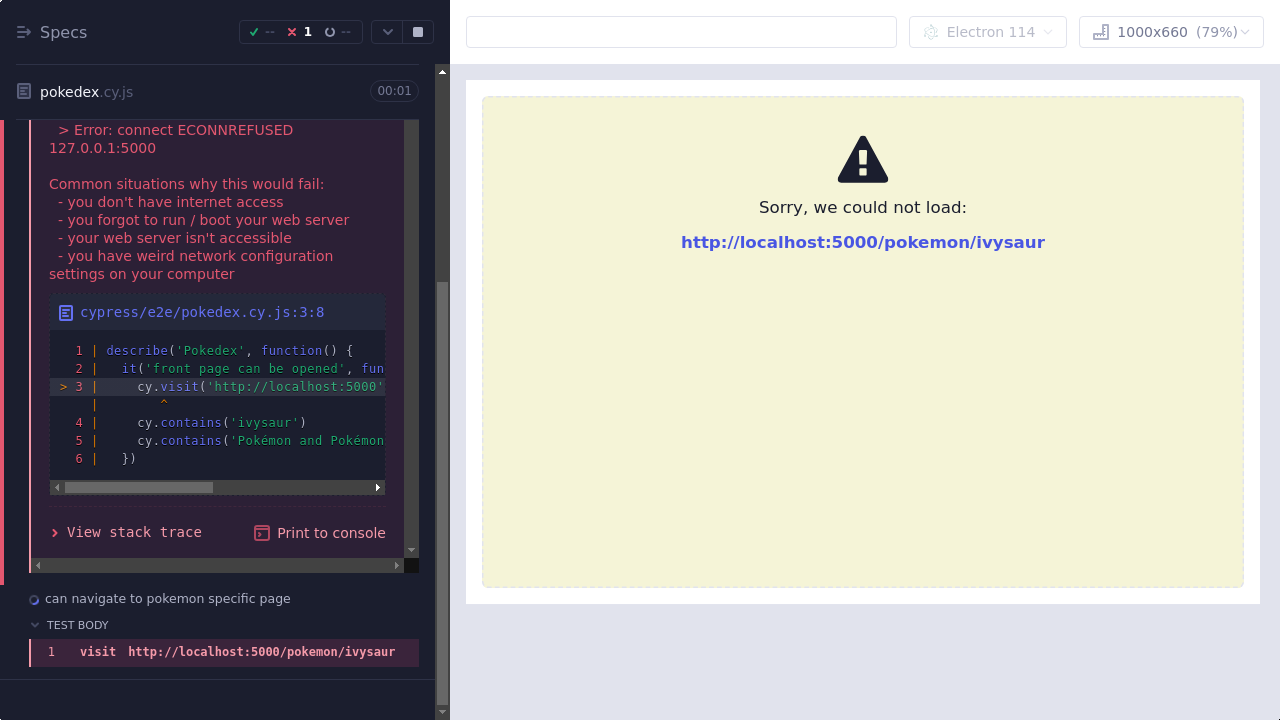 Specs
--
1
--
pokedex.cy.js
00:01
> Error: connect ECONNREFUSED
127.0.0.1:5000
Common situations why this would fail:
- you don't have internet access
- you forgot to run / boot your web server
- your web server isn't accessible
- you have weird network configuration
settings on your computer
cypress/e2e/pokedex.cy.js:3:8
1 | describe('Pokedex', function() {
2 |   it('front page can be opened', fun
> 3 |     cy.visit('http://localhost:5000'
|        ^
4 |     cy.contains('ivysaur')
5 |     cy.contains('Pokémon and Pokémon
6 |   })
View stack trace
Print to console
can navigate to pokemon specific page
TEST BODY
1 visit http://localhost:5000/pokemon/ivysaur
Electron 114
1000x660 (79%)
Sorry, we could not load:
http://localhost:5000/pokemon/ivysaur